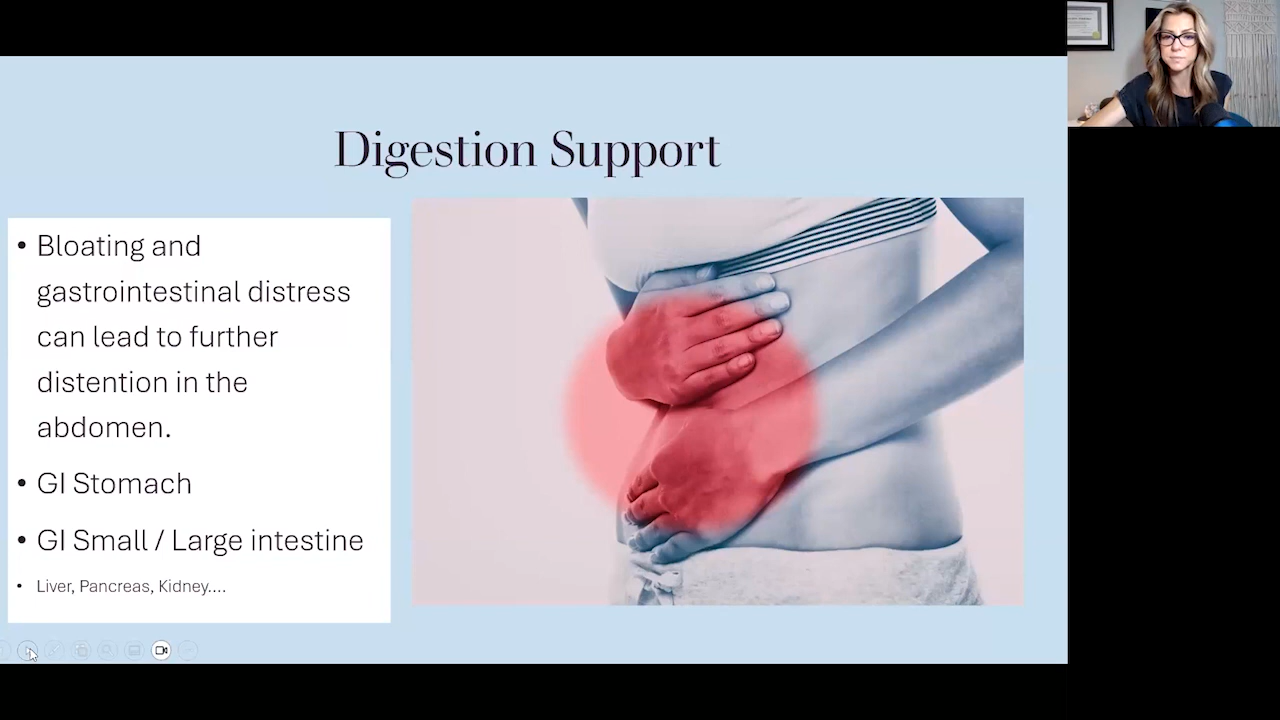 Digestion Support
• Bloating and
gastrointestinal distress
can lead to further
distention in the
abdomen.
• GI Stomach
• GI Small / Large intestine
• Liver, Pancreas, Kidney....